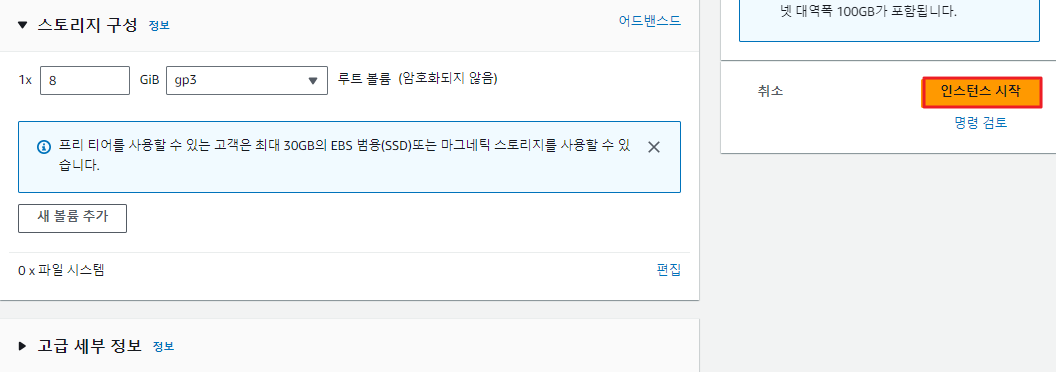 스토리지 구성 정보
어드밴스드
1x 8 GiB gp3 루트 볼륨 (암호화되지 않음)
프리 티어를 사용할 수 있는 고객은 최대 30GB의 EBS 범용(SSD)또는 마그네틱 스토리지를 사용할 수 있
습니다.
새 볼륨 추가
0 x 파일 시스템
편집
고급 세부 정보 정보
넷 대역폭 100GB가 포함됩니다.
취소
인스턴스 시작
명령 검토